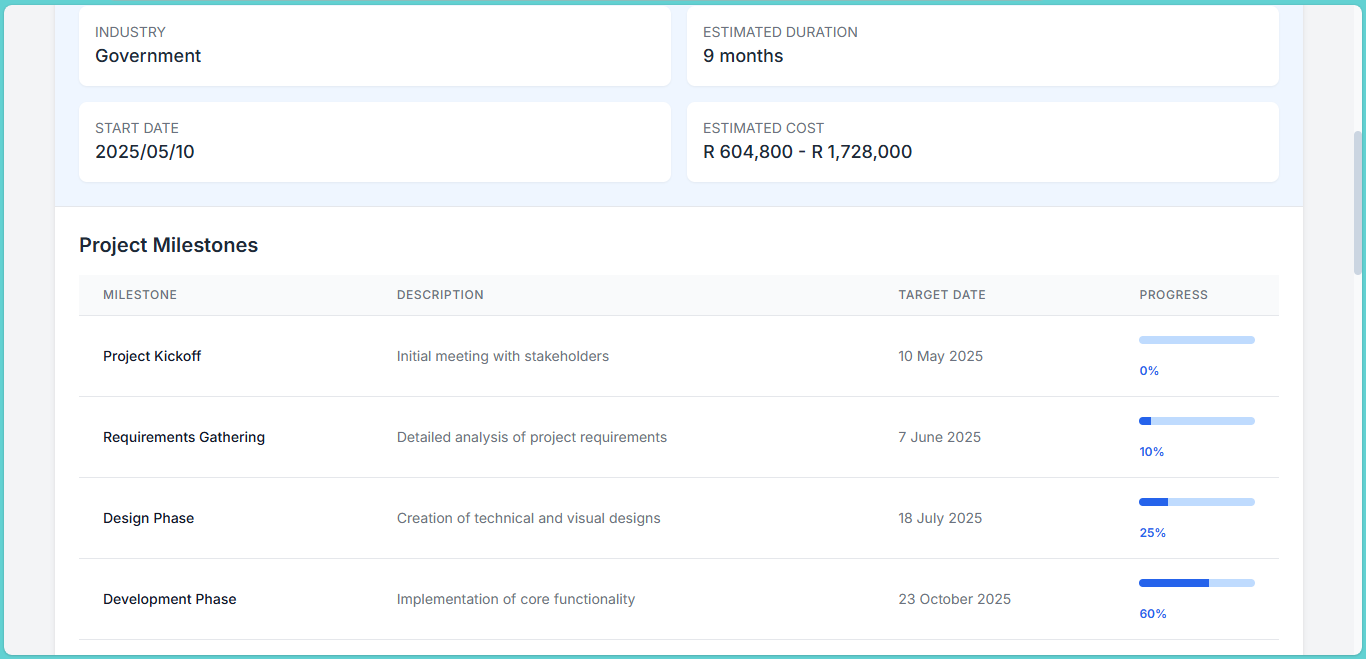 INDUSTRY
Government
ESTIMATED DURATION
9 months
START DATE
2025/05/10
ESTIMATED COST
R 604,800 - R 1,728,000
Project Milestones
MILESTONE DESCRIPTION TARGET DATE PROGRESS
Project Kickoff Initial meeting with stakeholders 10 May 2025 0%
Requirements Gathering Detailed analysis of project requirements 7 June 2025 10%
Design Phase Creation of technical and visual designs 18 July 2025 25%
Development Phase Implementation of core functionality 23 October 2025 60%